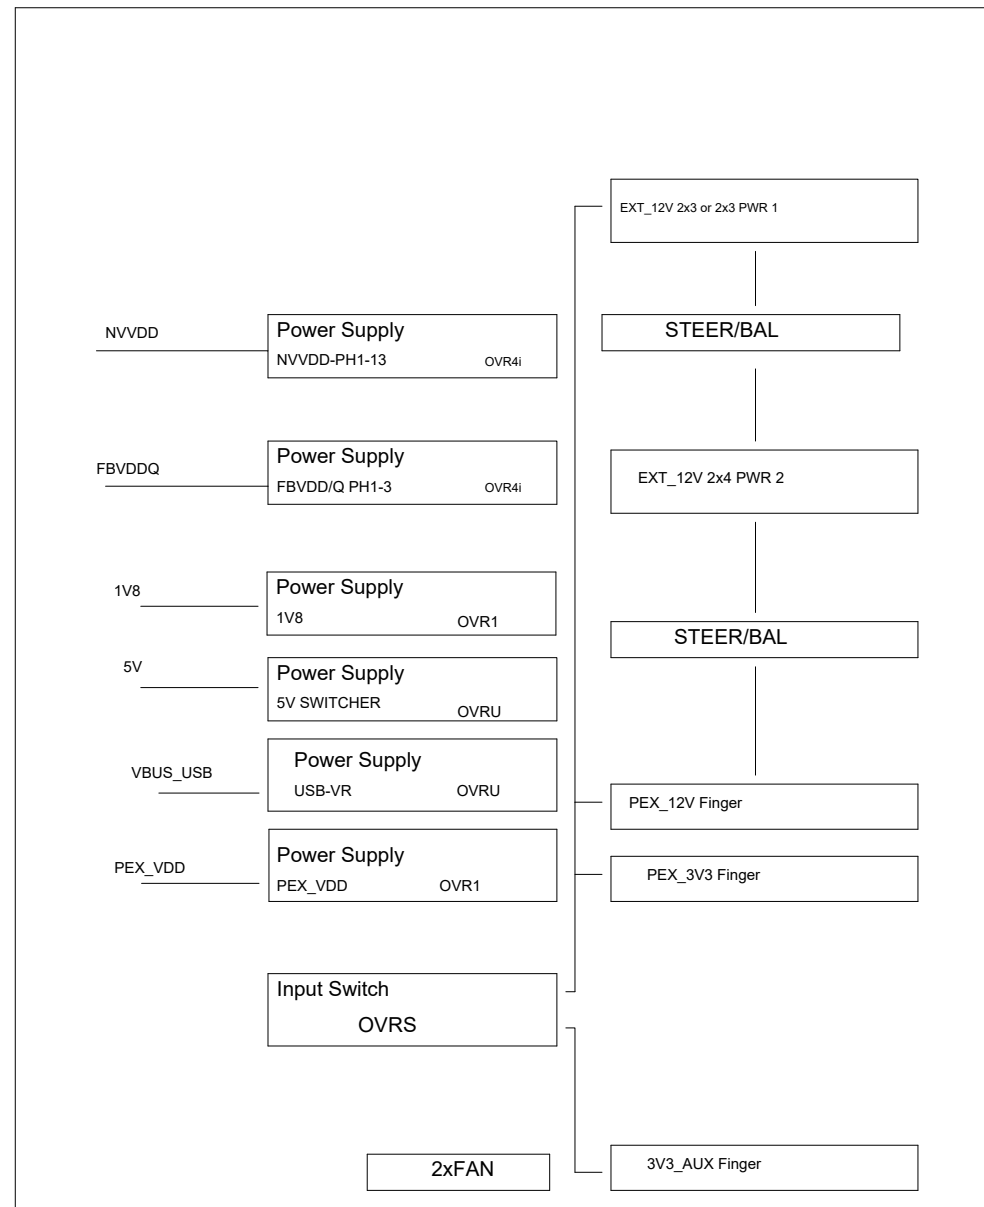 EXT_12V 2x3 or 2x3 PWR 1
NVVDD
Power Supply
NVVDD-PH1-13 OVR4i
STEER/BAL
FBVDDQ
Power Supply
FBVDD/Q PH1-3 OVR4i
EXT_12V 2x4 PWR 2
1V8
Power Supply
1V8 OVR1
STEER/BAL
5V
Power Supply
5V SWITCHER OVRU
VBUS_USB
Power Supply
USB-VR OVRU
PEX_12V Finger
PEX_VDD
Power Supply
PEX_VDD OVR1
PEX_3V3 Finger
Input Switch
OVRS
2xFAN
3V3_AUX Finger